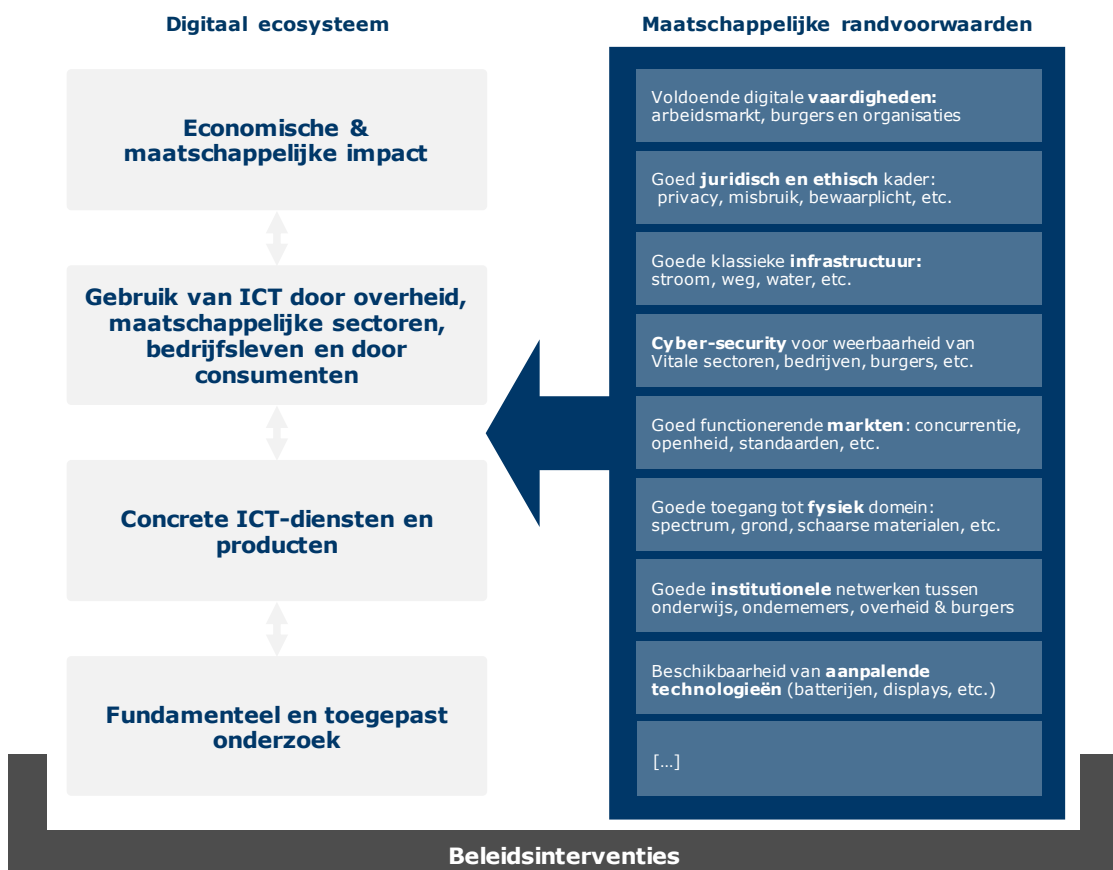 Digitaal ecosysteem
Economische &
maatschappelijke impact
Gebruik van ICT door overheid,
maatschappelijke sectoren,
bedrijfsleven en door
consumenten
Concrete ICT-diensten en
producten
Fundamenteel en toegepast
onderzoek
Maatschappelijke randvoorwaarden
Voldoende digitale vaardigheden:
arbeidsmarkt, burgers en organisaties
Goed juridisch en ethisch kader:
privacy, misbruik, bewaarplicht, etc.
Goede klassieke infrastructuur:
stroom, weg, water, etc.
Cyber-security voor weerbaarheid van
Vitale sectoren, bedrijven, burgers, etc.
Goed functionerende markten: concurrentie,
openheid, standaarden, etc.
Goede toegang tot fysiek domein:
spectrum, grond, schaarse materialen, etc.
Goede institutionele netwerken tussen
onderwijs, ondernemers, overheid & burgers
Beschikbaarheid van aanpalende
technologieën (batterijen, displays, etc.)
[...]
Beleidsinterventies